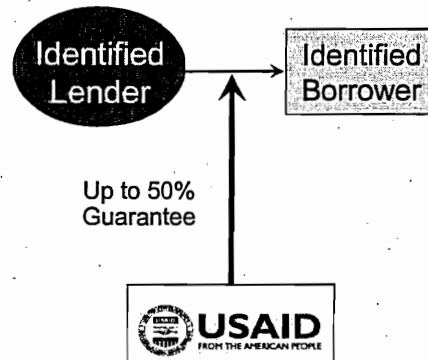 Identified
Lender
Identified
Borrower
Up to 50%
Guarantee
USAID
FROM THE AMERICAN PEOPLE